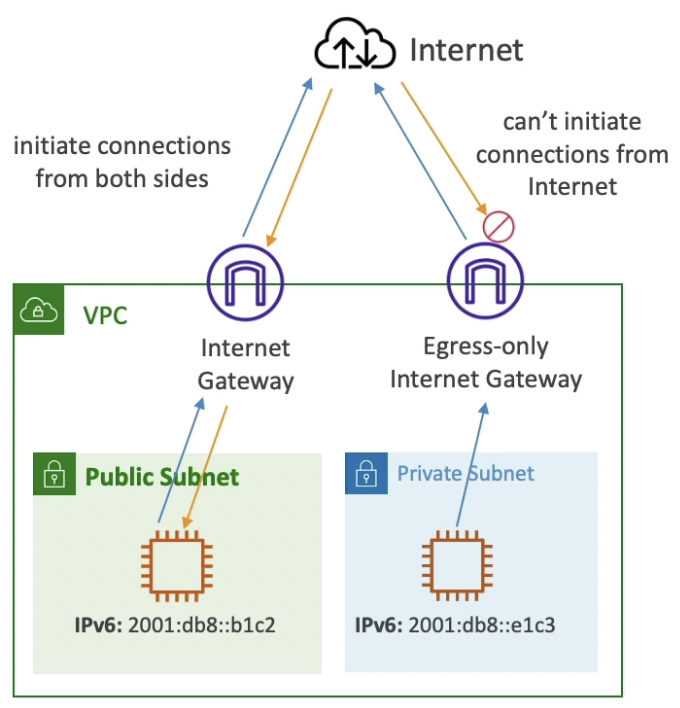 Internet
initiate connections
from both sides
can't initiate
connections from
Internet
VPC
Internet
Gateway
Egress-only
Internet Gateway
Public Subnet
Private Subnet
IPv6: 2001:db8::b1c2
IPv6: 2001:db8::e1c3